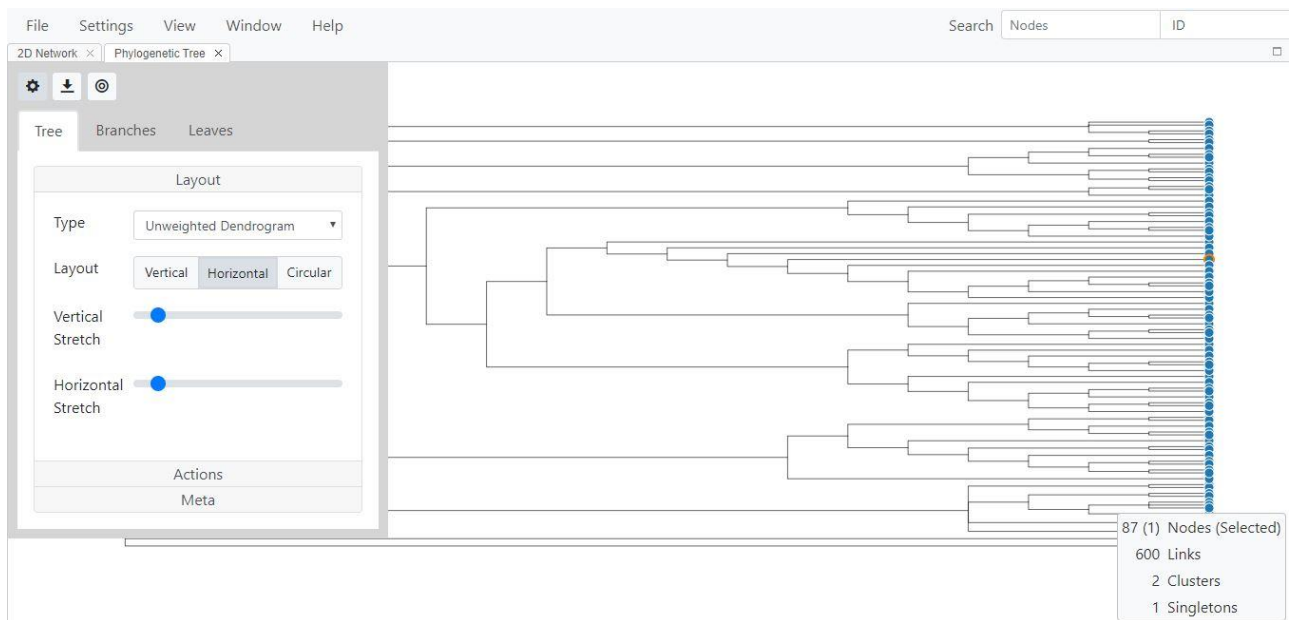 File Settings View Window Help Search Nodes ID
2D Network × Phylogenetic Tree ×
Tree Branches Leaves
Layout
Type Unweighted Dendrogram
Layout Vertical Horizontal Circular
Vertical
Stretch
Horizontal
Stretch
Actions
Meta
87 (1) Nodes (Selected)
600 Links
2 Clusters
1 Singletons